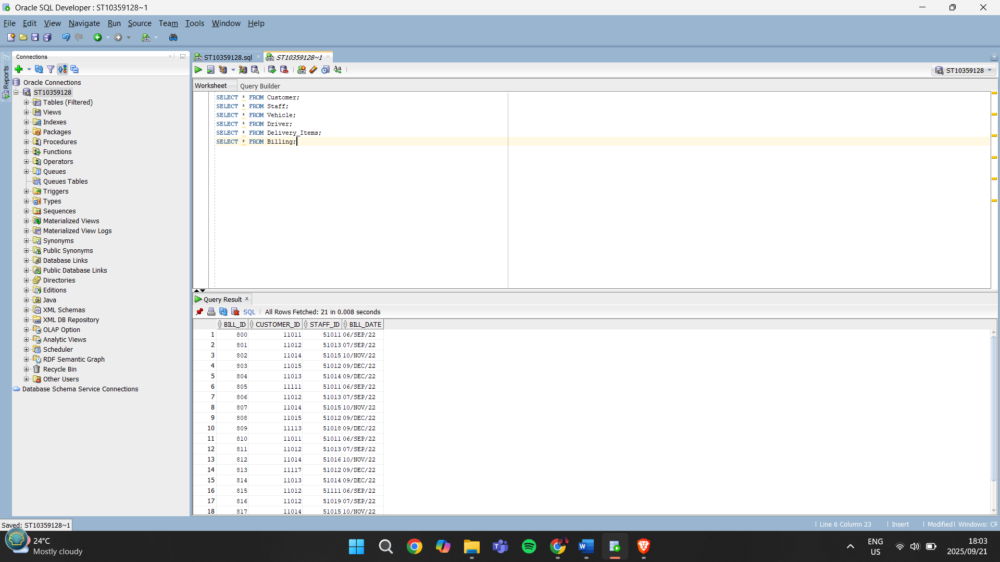 Oracle SQL Developer : ST10359128~1
File Edit View Navigate Run Source Team Tools Window Help
Reports
Connections
Oracle Connections
ST10359128
Tables (Filtered)
Views
Indexes
Packages
Procedures
Functions
Operators
Queues
Queues Tables
Triggers
Types
Sequences
Materialized Views
Materialized View Logs
Synonyms
Public Synonyms
Database Links
Public Database Links
Directories
Editions
Java
XML Schemas
XML DB Repository
OLAP Option
Analytic Views
Scheduler
RDF Semantic Graph
Recycle Bin
Other Users
Database Schema Service Connections
ST10359128.sql ST10359128~1
ST10359128
Worksheet Query Builder
SELECT * FROM Customer;
SELECT * FROM Staff;
SELECT * FROM Vehicle;
SELECT * FROM Driver;
SELECT * FROM Delivery_Items;
SELECT * FROM Billing;
Query Result
SQL All Rows Fetched: 21 in 0.008 seconds
BILL_ID CUSTOMER_ID STAFF_ID BILL_DATE
1 800 11011 51011 06/SEP/22
2 801 11012 51013 07/SEP/22
3 802 11014 51015 10/NOV/22
4 803 11015 51012 09/DEC/22
5 804 11013 51014 09/DEC/22
6 805 11111 51011 06/SEP/22
7 806 11012 51013 07/SEP/22
8 807 11014 51015 10/NOV/22
9 808 11015 51012 09/DEC/22
10 809 11113 51018 09/DEC/22
11 810 11011 51011 06/SEP/22
12 811 11012 51013 07/SEP/22
13 812 11014 51016 10/NOV/22
14 813 11117 51012 09/DEC/22
15 814 11013 51014 09/DEC/22
16 815 11012 51111 06/SEP/22
17 816 11012 51019 07/SEP/22
18 817 11014 51015 10/NOV/22
Saved: ST10359128~1
Line 6 Column 23 Insert Modified Windows: CR
24°C
Mostly cloudy
ENG
US
18:03
2025/09/21